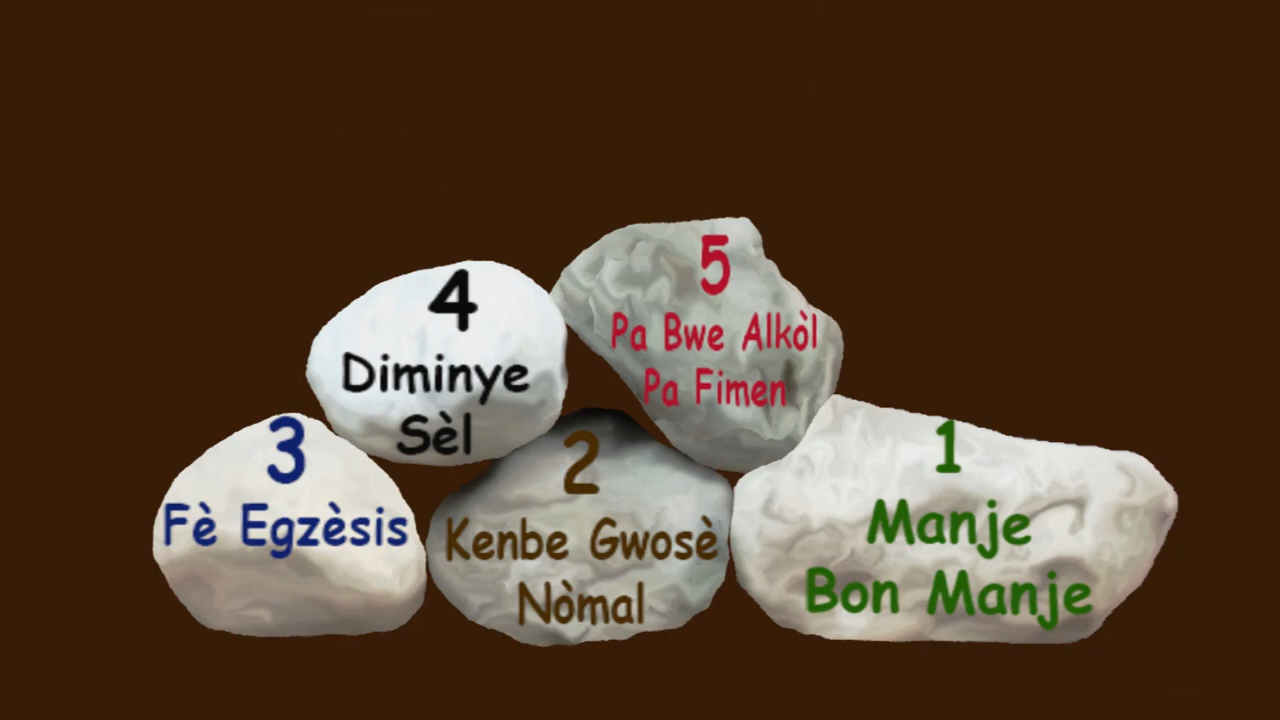 5
Pa Bwe Alkòl
Pa Fimen
4
Diminye
Sèl
3
Fè Egzèsis
2
Kenbe Gwosè
Nòmal
1
Manje
Bon Manje